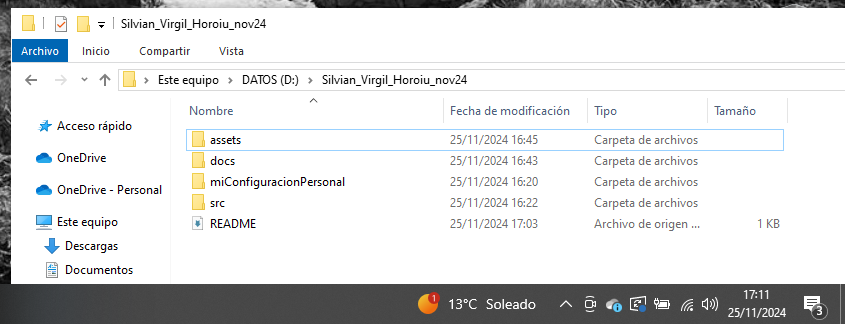 Silvian_Virgil_Horoiu_nov24
Archivo Inicio Compartir Vista
Este equipo > DATOS (D:) > Silvian_Virgil_Horoiu_nov24
Nombre Fecha de modificación Tipo Tamaño
Acceso rápido
OneDrive
OneDrive - Personal
Este equipo
Descargas
Documentos
assets 25/11/2024 16:45 Carpeta de archivos
docs 25/11/2024 16:43 Carpeta de archivos
miConfiguracionPersonal 25/11/2024 16:20 Carpeta de archivos
src 25/11/2024 16:22 Carpeta de archivos
README 25/11/2024 17:03 Archivo de origen ... 1 KB
1 13°C Soleado 17:11
25/11/2024 3